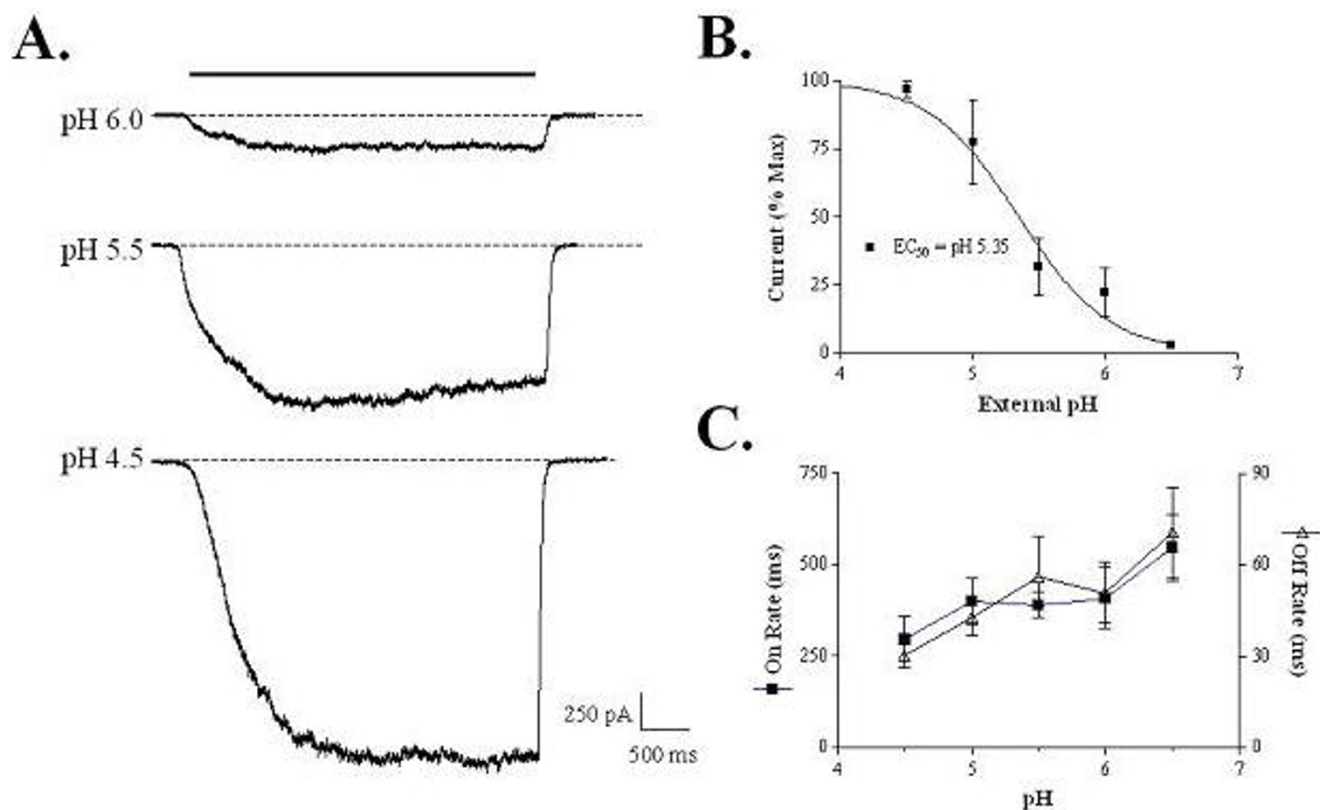 A.
pH 6.0
pH 5.5
pH 4.5
250 pA
500 ms
B.
Current (% Max)
100
75
50
25
0
EC50 = pH 5.35
4
5
6
7
External pH
C.
On Rate (ms)
750
500
250
0
90
60
30
0
Off Rate (ms)
4
5
6
7
pH